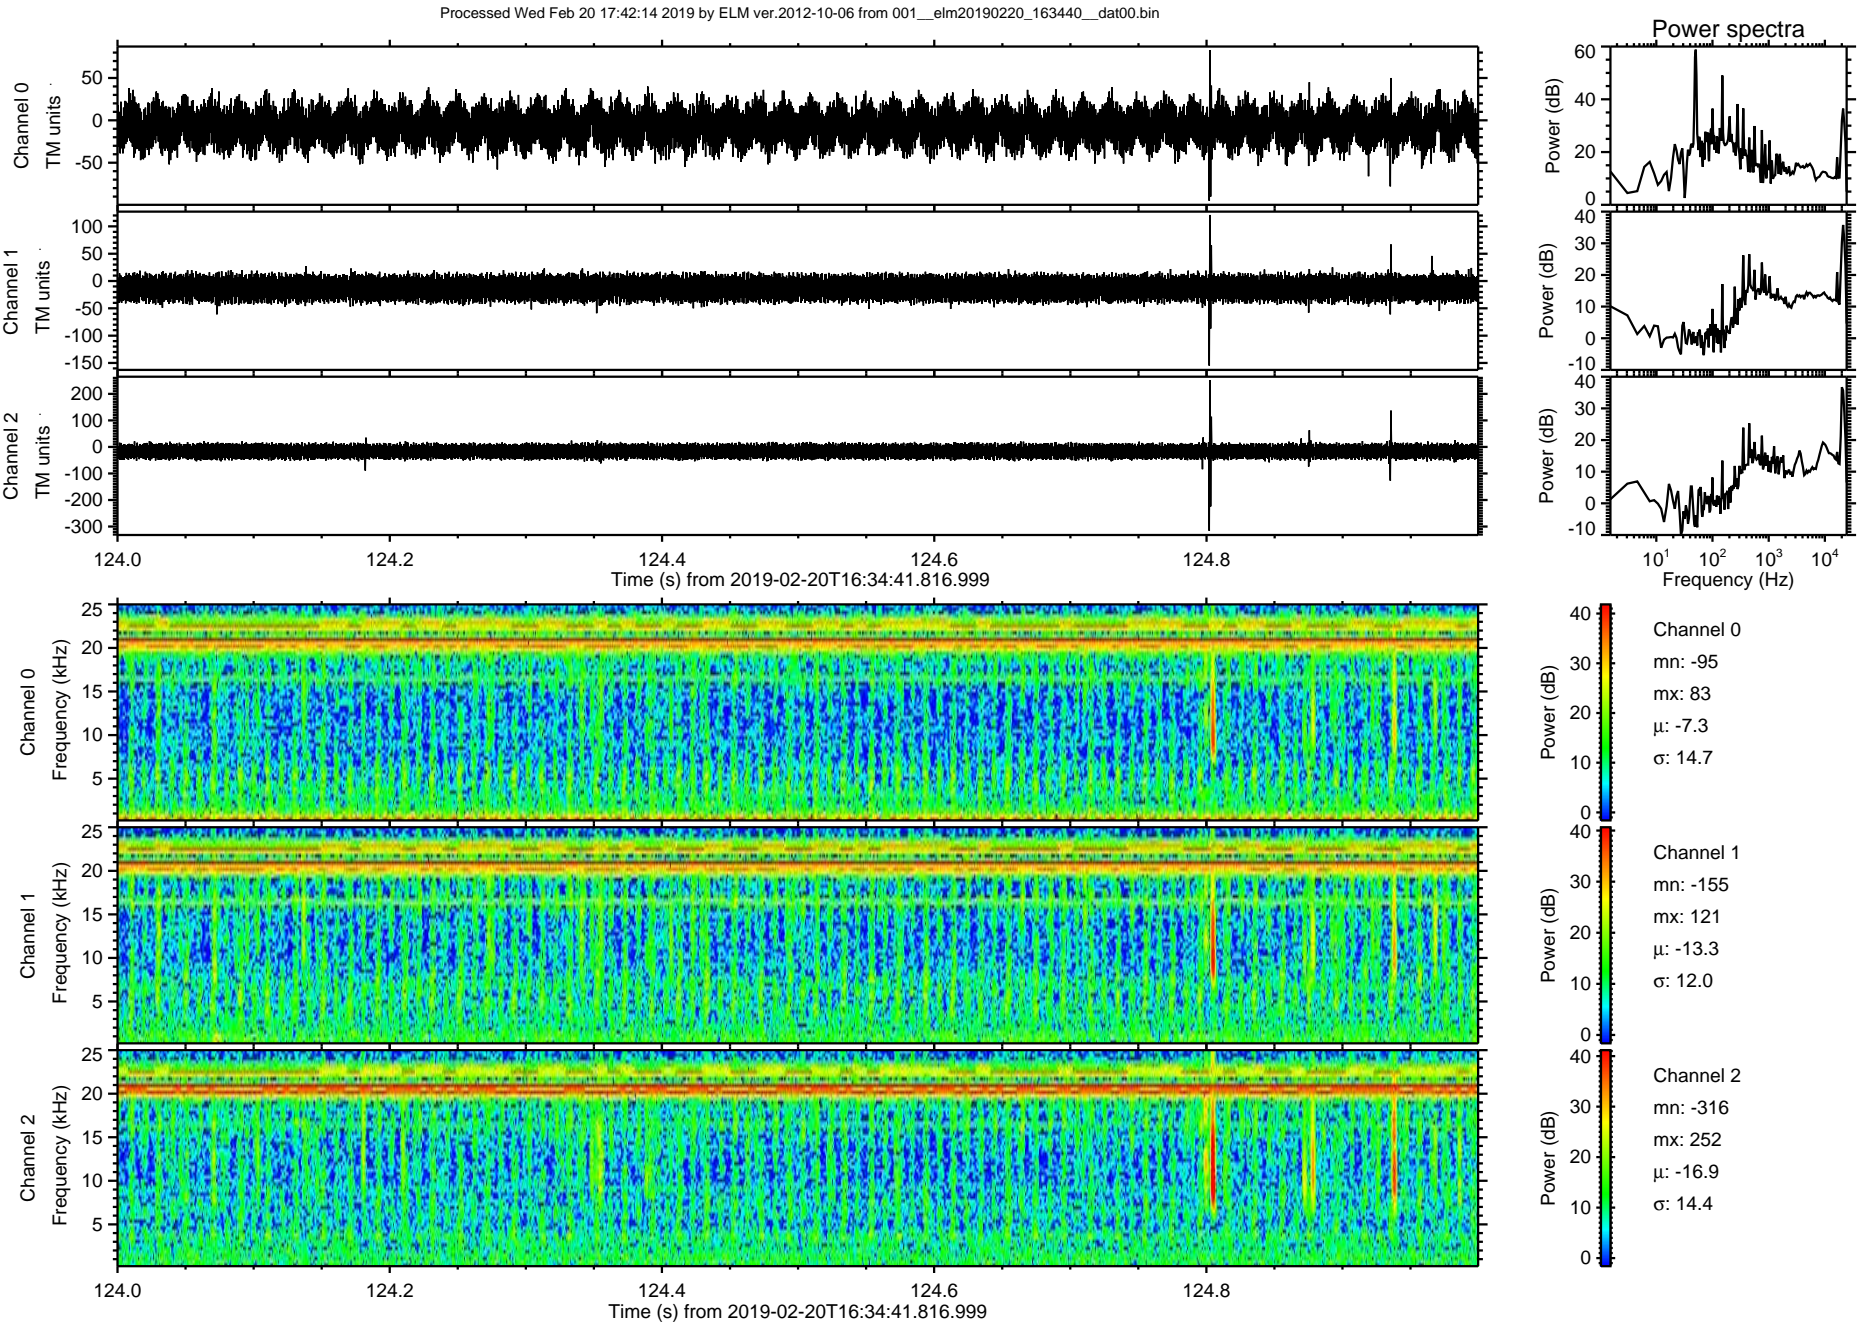 Processed Wed Feb 20 17:42:14 2019 by ELM ver.2012-10-06 from 001__elm20190220_163440__dat00.bin
Power spectra
Channel 0
TM units
50
0
-50
Power (dB)
60
40
20
0
Channel 1
TM units
100
50
0
-50
-100
-150
Power (dB)
40
30
20
10
0
-10
Channel 2
TM units
200
100
0
-100
-200
-300
Power (dB)
40
30
20
10
0
-10
124.0 124.2 124.4 124.6 124.8
Time (s) from 2019-02-20T16:34:41.816.999
10¹ 10² 10³ 10⁴
Frequency (Hz)
Channel 0
Frequency (kHz)
25
20
15
10
5
Power (dB)
40
30
20
10
0
Channel 0
mn: -95
mx: 83
µ: -7.3
σ: 14.7
Channel 1
Frequency (kHz)
25
20
15
10
5
Power (dB)
40
30
20
10
0
Channel 1
mn: -155
mx: 121
µ: -13.3
σ: 12.0
Channel 2
Frequency (kHz)
25
20
15
10
5
Power (dB)
40
30
20
10
0
Channel 2
mn: -316
mx: 252
µ: -16.9
σ: 14.4
124.0 124.2 124.4 124.6 124.8
Time (s) from 2019-02-20T16:34:41.816.999